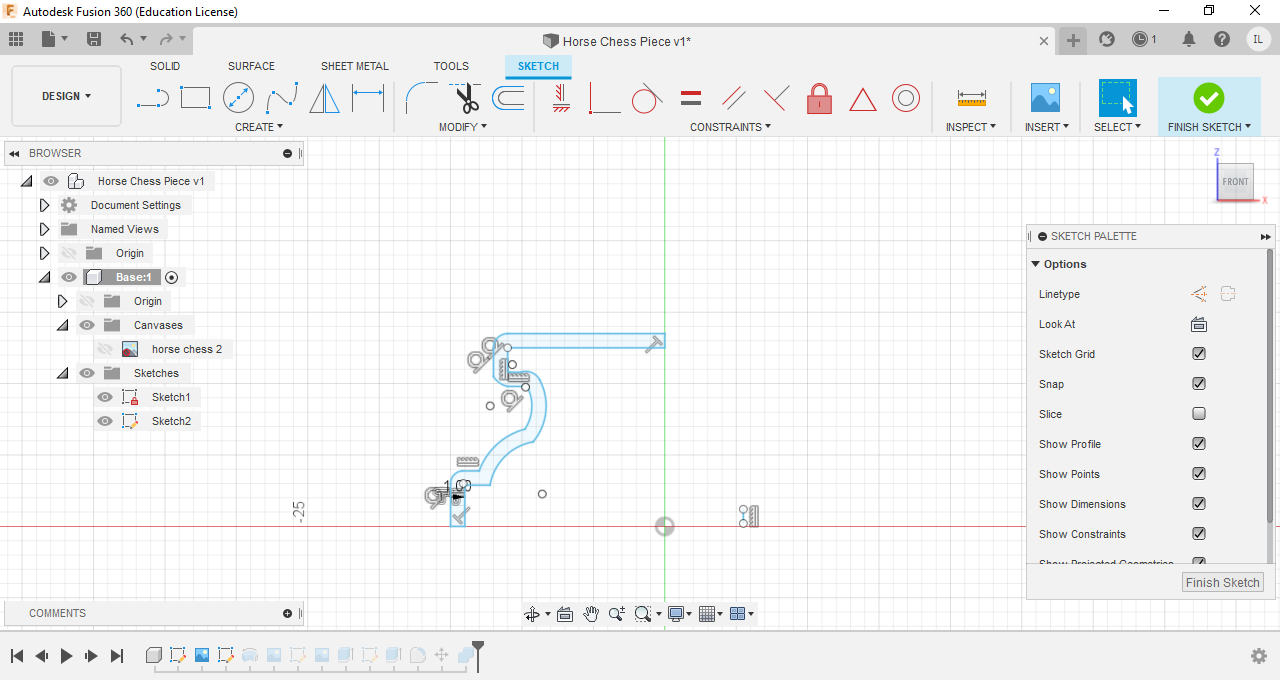 Autodesk Fusion 360 (Education License)
Horse Chess Piece v1*
1
IL
DESIGN
SOLID SURFACE SHEET METAL TOOLS SKETCH
CREATE MODIFY CONSTRAINTS INSPECT INSERT SELECT FINISH SKETCH
BROWSER
Horse Chess Piece v1
Document Settings
Named Views
Origin
Base:1
Origin
Canvases
horse chess 2
Sketches
Sketch1
Sketch2
Z
FRONT
X
SKETCH PALETTE
Options
Linetype
Look At
Sketch Grid
Snap
Slice
Show Profile
Show Points
Show Dimensions
Show Constraints
Show Projected Geometries
Finish Sketch
-25
COMMENTS